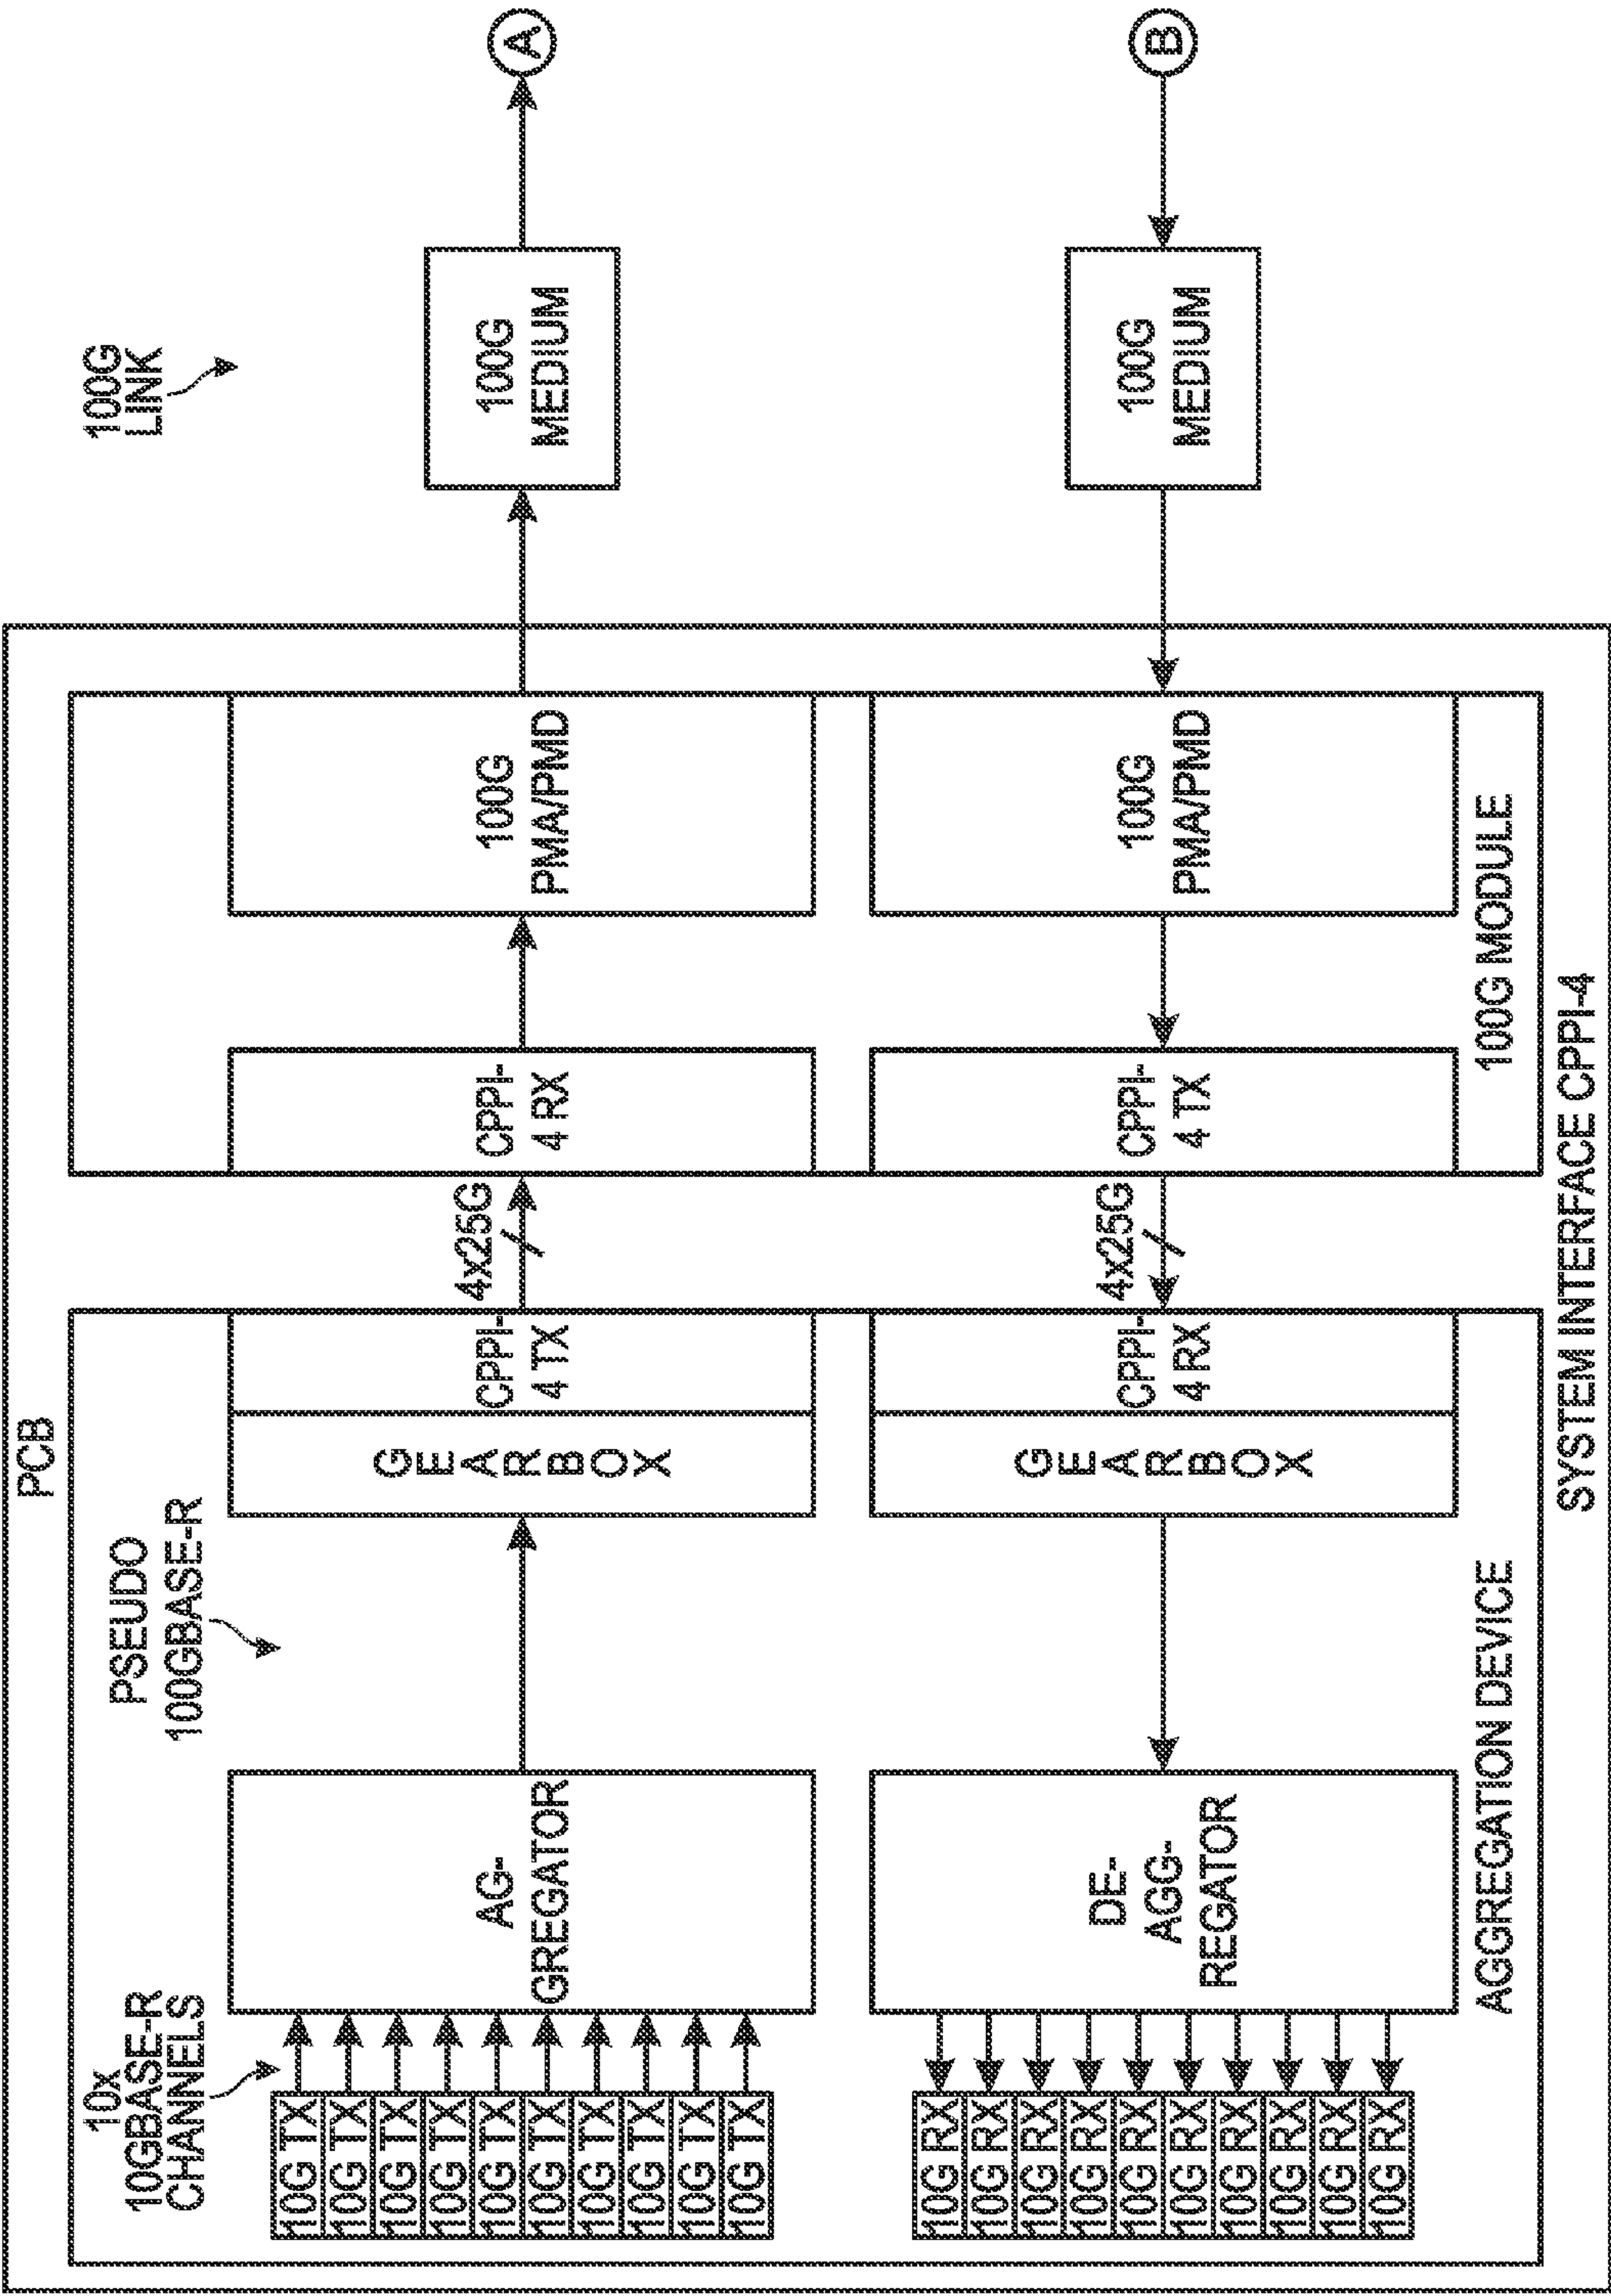 PCB
10x
10GBASE-R
CHANNELS
PSEUDO
100GBASE-R
100G
LINK
10G TX
10G TX
10G TX
10G TX
10G TX
10G TX
10G TX
10G TX
10G TX
10G TX
AG-
GREGATOR
G
E
A
R
B
O
X
CPPI-
4 TX
4x25G
CPPI-
4 RX
100G
PMA/PMD
100G
MEDIUM
A
10G RX
10G RX
10G RX
10G RX
10G RX
10G RX
10G RX
10G RX
10G RX
10G RX
DE-
AGG-
REGATOR
G
E
A
R
B
O
X
CPPI-
4 RX
4x25G
CPPI-
4 TX
100G
PMA/PMD
100G
MEDIUM
B
AGGREGATION DEVICE
100G MODULE
SYSTEM INTERFACE CPPI-4